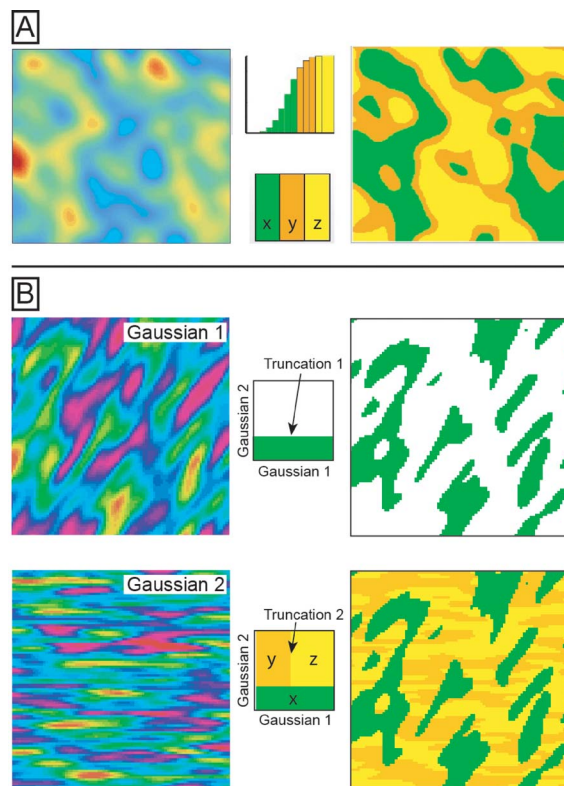 A
x y z
B
Gaussian 1
Truncation 1
Gaussian 2
Gaussian 1
Gaussian 2
Truncation 2
Gaussian 2
y z
x
Gaussian 1